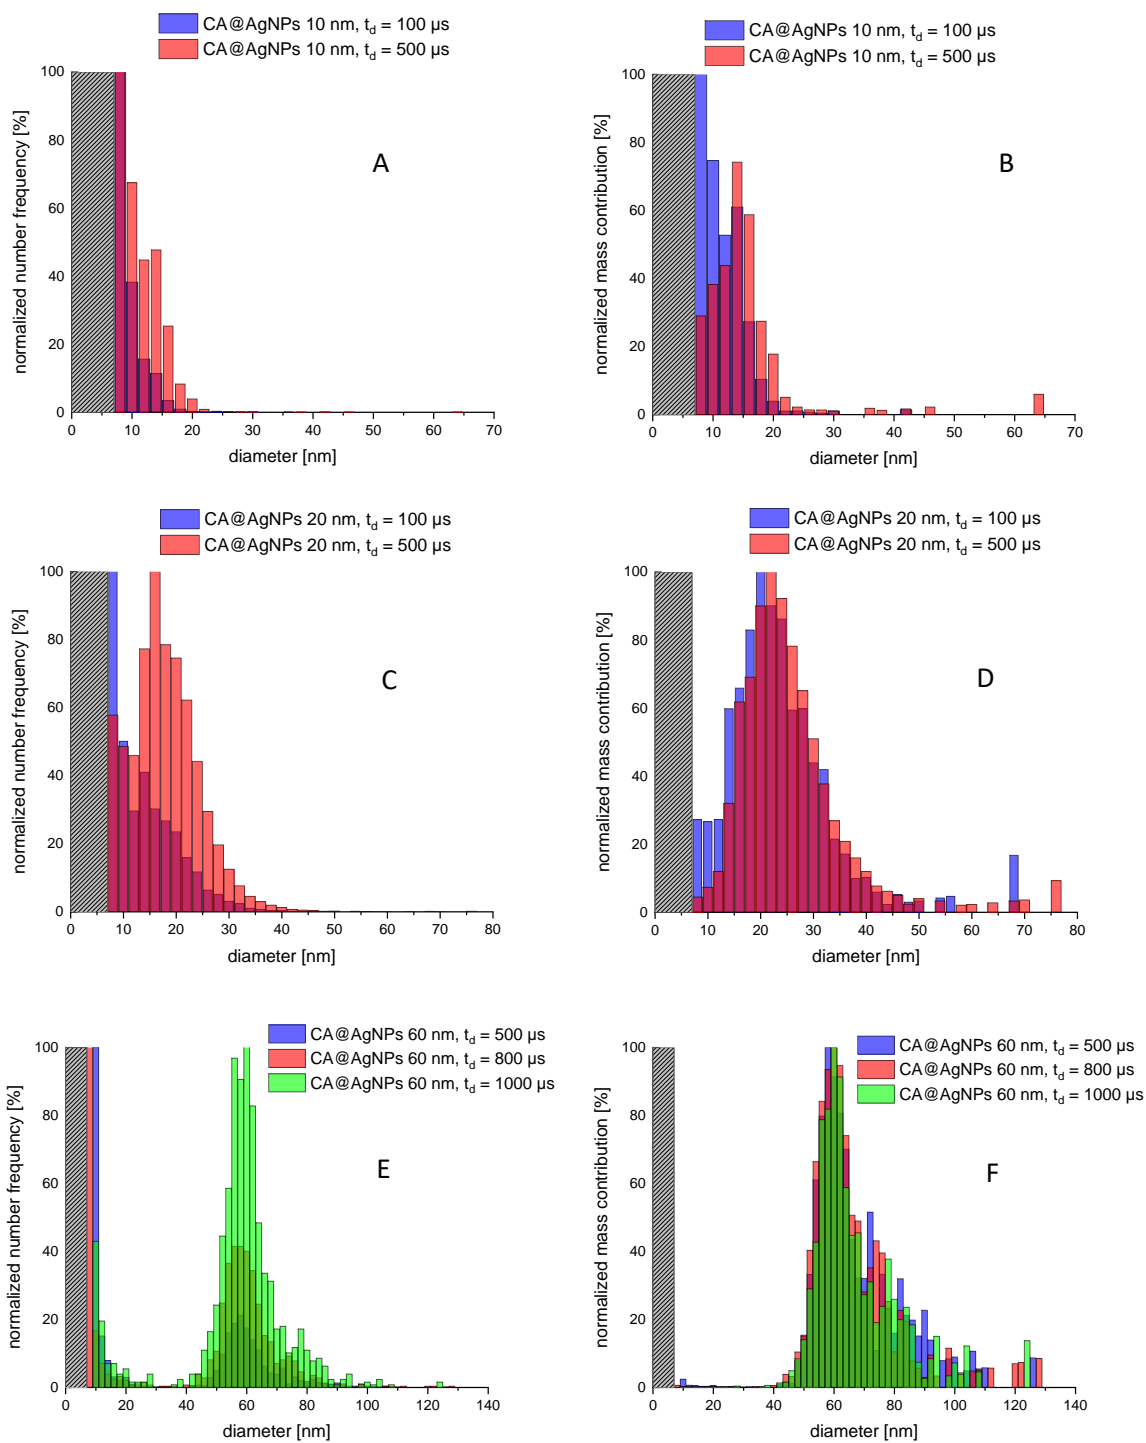 CA@AgNPs 10 nm, td = 100 µs
CA@AgNPs 10 nm, td = 500 µs
normalized number frequency [%]
100
80
60
40
20
0
A
0 10 20 30 40 50 60 70
diameter [nm]
CA@AgNPs 10 nm, td = 100 µs
CA@AgNPs 10 nm, td = 500 µs
normalized mass contribution [%]
100
80
60
40
20
0
B
0 10 20 30 40 50 60 70
diameter [nm]
CA@AgNPs 20 nm, td = 100 µs
CA@AgNPs 20 nm, td = 500 µs
normalized number frequency [%]
100
80
60
40
20
0
C
0 10 20 30 40 50 60 70 80
diameter [nm]
CA@AgNPs 20 nm, td = 100 µs
CA@AgNPs 20 nm, td = 500 µs
normalized mass contribution [%]
100
80
60
40
20
0
D
0 10 20 30 40 50 60 70 80
diameter [nm]
CA@AgNPs 60 nm, td = 500 µs
CA@AgNPs 60 nm, td = 800 µs
CA@AgNPs 60 nm, td = 1000 µs
normalized number frequency [%]
100
80
60
40
20
0
E
0 20 40 60 80 100 120 140
diameter [nm]
CA@AgNPs 60 nm, td = 500 µs
CA@AgNPs 60 nm, td = 800 µs
CA@AgNPs 60 nm, td = 1000 µs
normalized mass contribution [%]
100
80
60
40
20
0
F
0 20 40 60 80 100 120 140
diameter [nm]